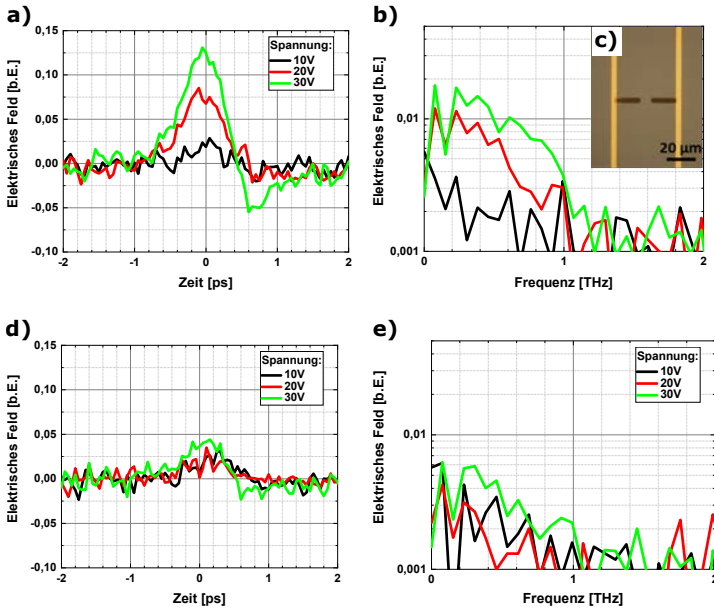 a)
Elektrisches Feld [b.E.]
0,15
0,10
0,05
0,00
-0,05
-0,10
Spannung:
10V
20V
30V
-2 -1 0 1 2
Zeit [ps]
b)
Elektrisches Feld [b.E.]
0,01
0,001
0 1 2
Frequenz [THz]
c)
20 µm
d)
Elektrisches Feld [b.E.]
0,15
0,10
0,05
0,00
-0,05
-0,10
Spannung:
10V
20V
30V
-2 -1 0 1 2
Zeit [ps]
e)
Elektrisches Feld [b.E.]
0,01
0,001
Spannung:
10V
20V
30V
0 1 2
Frequenz [THz]